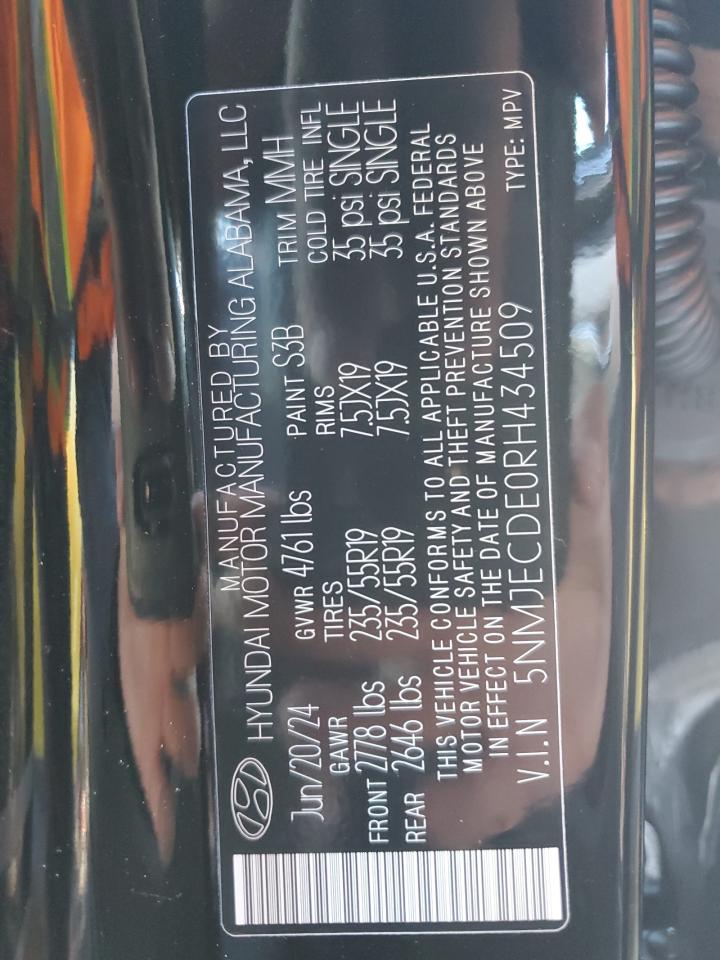 MANUFACTURED BY
HYUNDAI MOTOR MANUFACTURING ALABAMA, LLC
Jun/20/24 GVWR 4761 lbs PAINT S3B TRIM MMH
GAWR TIRES RIMS COLD TIRE INFL
FRONT 2778 lbs 235/55R19 7.5JX19 35 psi SINGLE
REAR 2646 lbs 235/55R19 7.5JX19 35 psi SINGLE
THIS VEHICLE CONFORMS TO ALL APPLICABLE U.S.A. FEDERAL
MOTOR VEHICLE SAFETY AND THEFT PREVENTION STANDARDS
IN EFFECT ON THE DATE OF MANUFACTURE SHOWN ABOVE
V.I.N 5NMJECDE0RH434509 TYPE: MPV